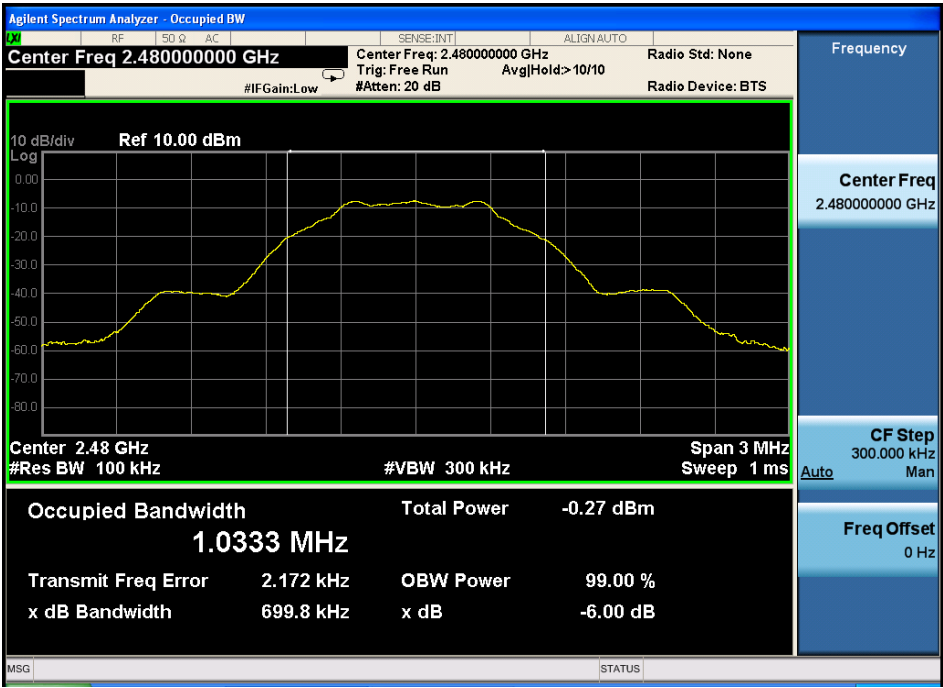 Agilent Spectrum Analyzer - Occupied BW
LXI RF 50 Ω AC SENSE:INT ALIGN AUTO
Center Freq 2.480000000 GHz
#IFGain:Low
Center Freq: 2.480000000 GHz
Trig: Free Run Avg|Hold:> 10/10
#Atten: 20 dB
Radio Std: None
Radio Device: BTS
10 dB/div Ref 10.00 dBm
Log
0.00
-10.0
-20.0
-30.0
-40.0
-50.0
-60.0
-70.0
-80.0
Center 2.48 GHz Span 3 MHz
#Res BW 100 kHz #VBW 300 kHz Sweep 1 ms
Occupied Bandwidth
1.0333 MHz
Total Power -0.27 dBm
Transmit Freq Error 2.172 kHz OBW Power 99.00 %
x dB Bandwidth 699.8 kHz x dB -6.00 dB
Frequency
Center Freq
2.480000000 GHz
CF Step
300.000 kHz
Auto Man
Freq Offset
0 Hz
MSG STATUS